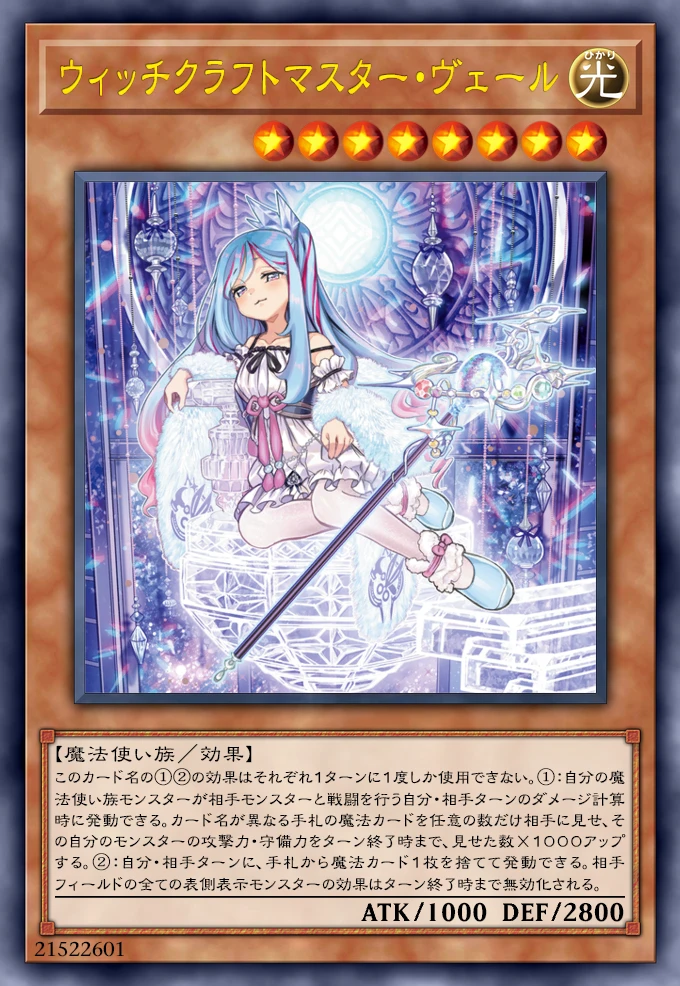 ウィッチクラフトマスター・ヴェール
ひかり
光
【魔法使い族／効果】
このカード名の①②の効果はそれぞれ1ターンに1度しか使用できない。①：自分の魔
法使い族モンスターが相手モンスターと戦闘を行う自分・相手ターンのダメージ計算
時に発動できる。カード名が異なる手札の魔法カードを任意の数だけ相手に見せ、そ
の自分のモンスターの攻撃力・守備力をターン終了時まで、見せた数×1000アップ
する。②：自分・相手ターンに、手札から魔法カード1枚を捨てて発動できる。相手
フィールドの全ての表側表示モンスターの効果はターン終了時まで無効化される。
ATK/1000 DEF/2800
21522601